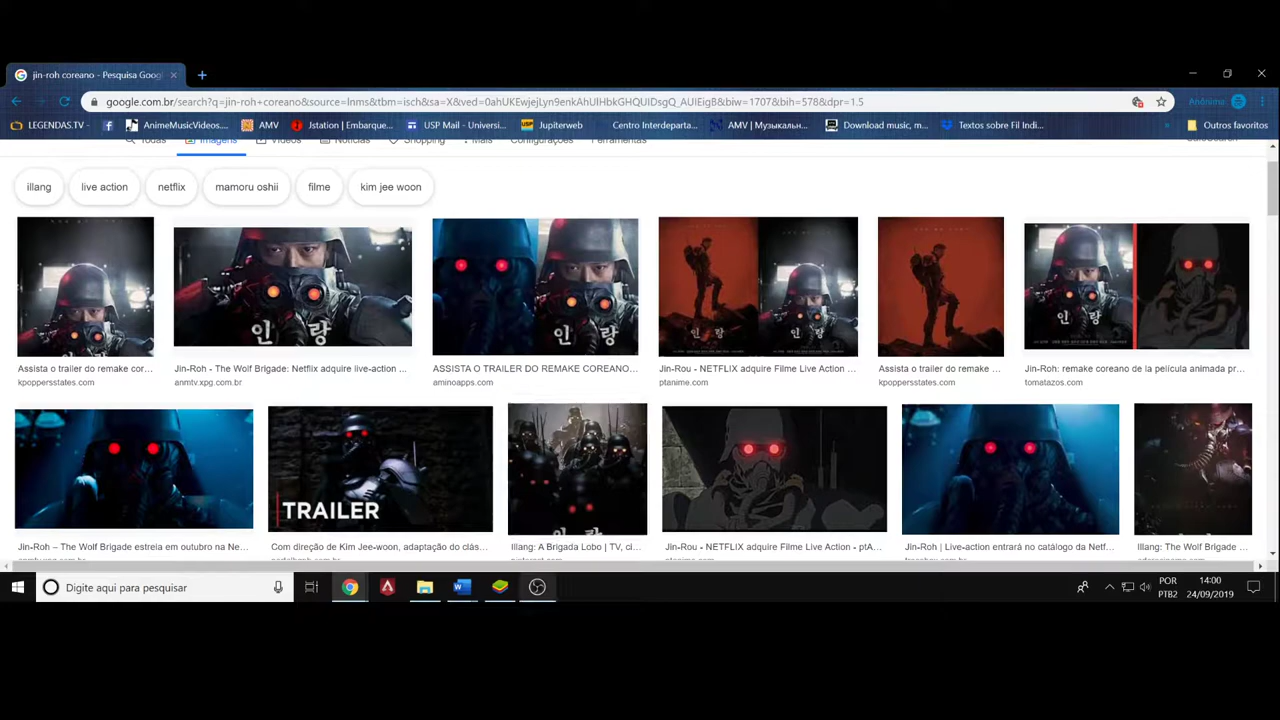 jin-roh coreano - Pesquisa Goog
google.com.br/search?q=jin-roh+coreano&source=lnms&tbm=isch&sa=X&ved=0ahUKEwjejLyn9enkAhUIHbkGHQUIDsgQ_AUIEigB&biw=1707&bih=578&dpr=1.5
Anônima
LEGENDAS.TV -
AnimeMusicVideos....
AMV
Jstation | Embarque...
USP Mail - Universi...
Jupiterweb
Centro Interdeparta...
AMV | Музыкальн...
Download music, m...
Textos sobre Fil Indi...
Outros favoritos
Todas
Imagens
Vídeos
Notícias
Shopping
Mais
Configurações
Ferramentas
SafeSearch
illang
live action
netflix
mamoru oshii
filme
kim jee woon
인 랑
인 랑
인 랑
인 랑
인 랑
Assista o trailer do remake cor...
Jin-Roh - The Wolf Brigade: Netflix adquire live-action ...
ASSISTA O TRAILER DO REMAKE COREANO...
Jin-Rou - NETFLIX adquire Filme Live Action ...
Assista o trailer do remake ...
Jin-Roh: remake coreano de la película animada pr...
kpoppersstates.com
anmtv.xpg.com.br
aminoapps.com
ptanime.com
kpoppersstates.com
tomatazos.com
TRAILER
인 랑
Jin-Roh – The Wolf Brigade estreia em outubro na Ne...
Com direção de Kim Jee-woon, adaptação do clás...
Illang: A Brigada Lobo | TV, ci...
Jin-Rou - NETFLIX adquire Filme Live Action - ptA...
Jin-Roh | Live-action entrará no catálogo da Netf...
Illang: The Wolf Brigade ...
Digite aqui para pesquisar
POR
PTB2
14:00
24/09/2019